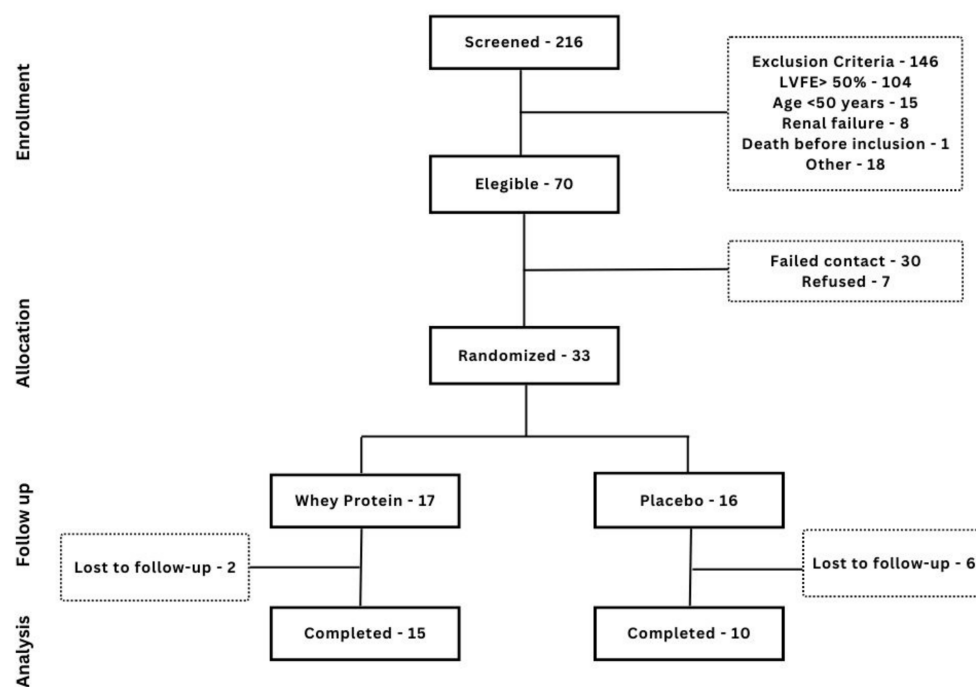 Enrollment
Screened - 216
Exclusion Criteria - 146
LVFE> 50% - 104
Age <50 years - 15
Renal failure - 8
Death before inclusion - 1
Other - 18
Elegible - 70
Failed contact - 30
Refused - 7
Allocation
Randomized - 33
Follow up
Whey Protein - 17
Placebo - 16
Lost to follow-up - 2
Lost to follow-up - 6
Analysis
Completed - 15
Completed - 10